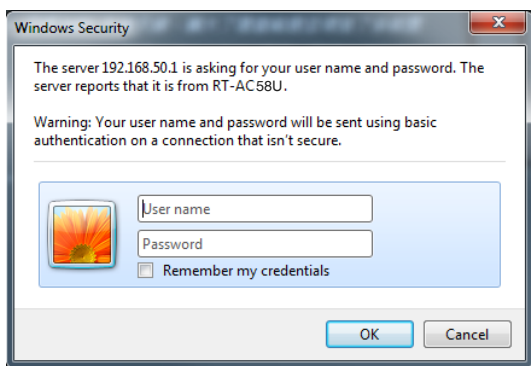 Windows Security
The server 192.168.50.1 is asking for your user name and password. The
server reports that it is from RT-AC58U.
Warning: Your user name and password will be sent using basic
authentication on a connection that isn't secure.
User name
Password
Remember my credentials
OK
Cancel